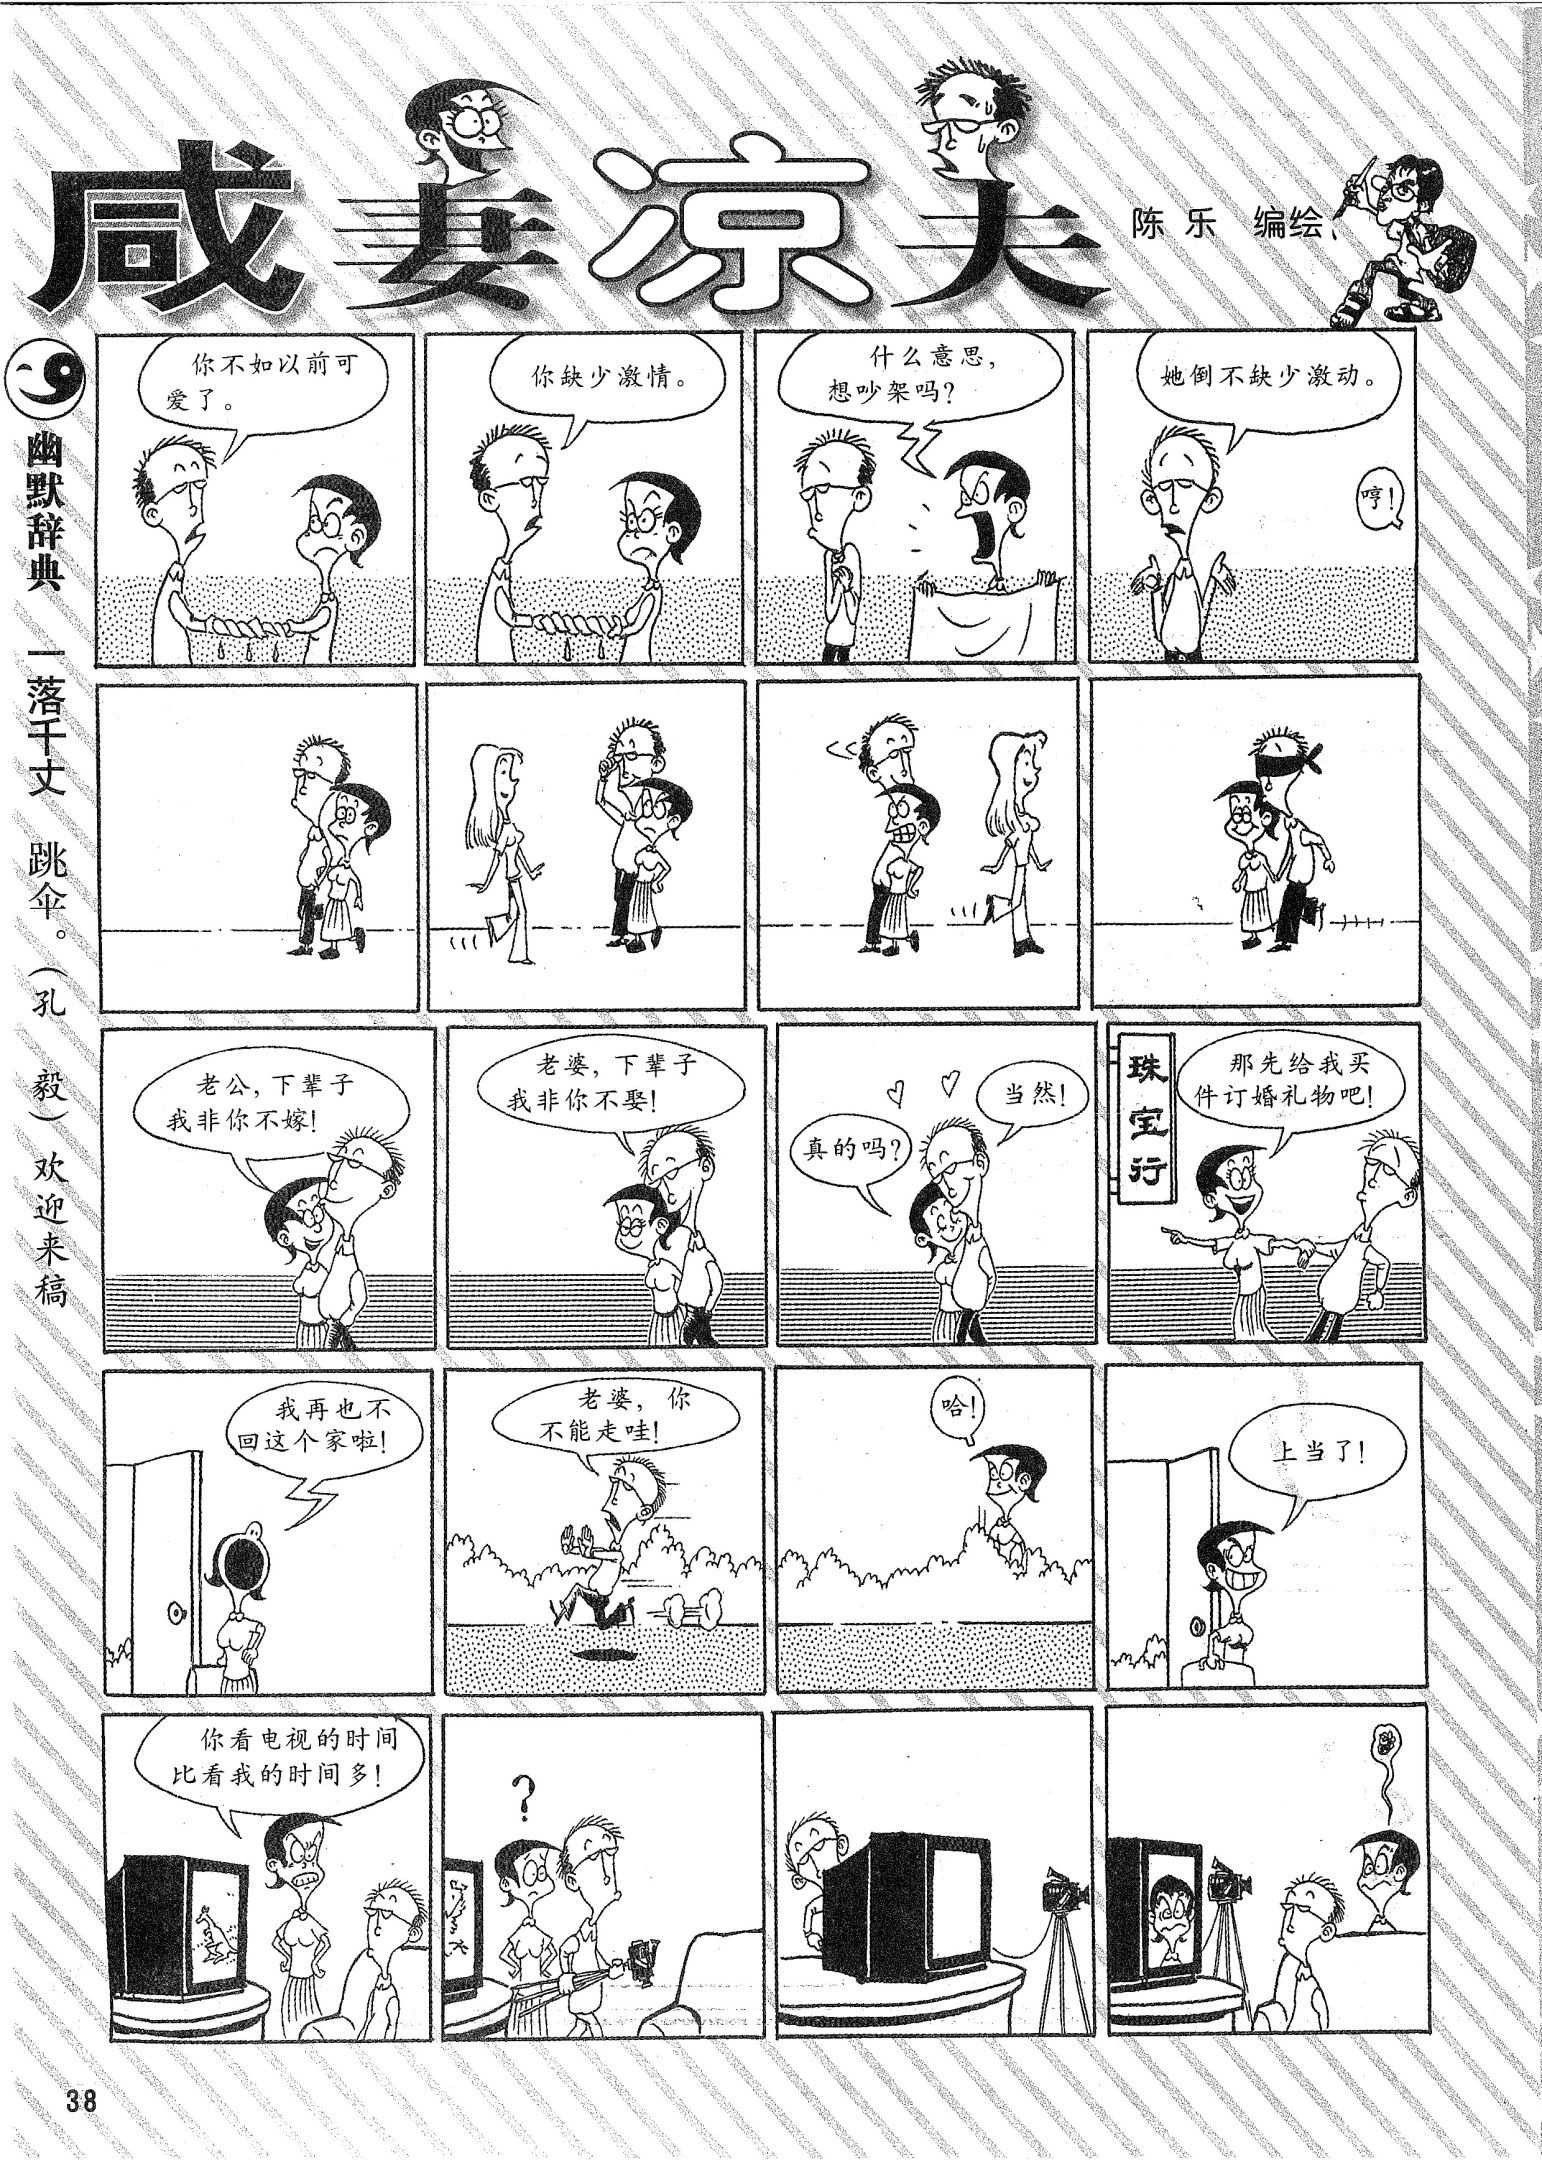 咸妻凉夫
陈乐 编绘
幽默辞典 一落千丈 跳伞。(孔 毅)欢迎来稿
你不如以前可
爱了。
你缺少激情。
什么意思,
想吵架吗?
她倒不缺少激动。
哼!
老公,下辈子
我非你不嫁!
老婆,下辈子
我非你不娶!
真的吗?
当然!
珠宝行
那先给我买
件订婚礼物吧!
我再也不
回这个家啦!
老婆,你
不能走哇!
哈!
上当了!
你看电视的时间
比看我的时间多!
?
38